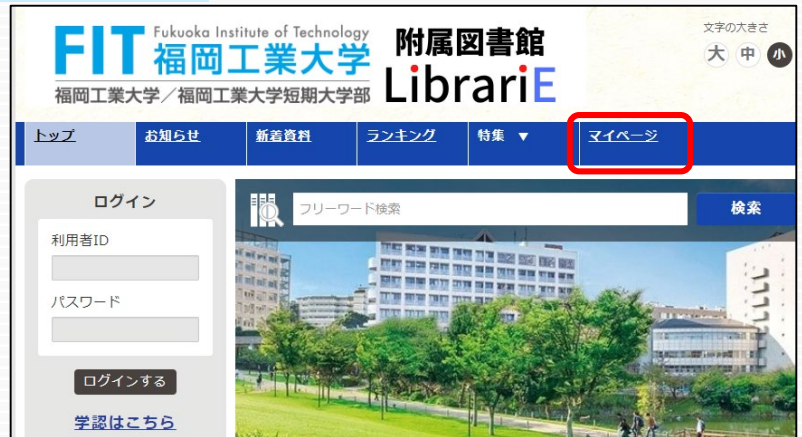 FIT Fukuoka Institute of Technology
福岡工業大学
福岡工業大学／福岡工業大学短期大学部
附属図書館
LibrariE
文字の大きさ
大 中 小
トップ お知らせ 新着資料 ランキング 特集 ▼ マイページ
ログイン
利用者ID
パスワード
ログインする
学認はこちら
フリーワード検索 検索